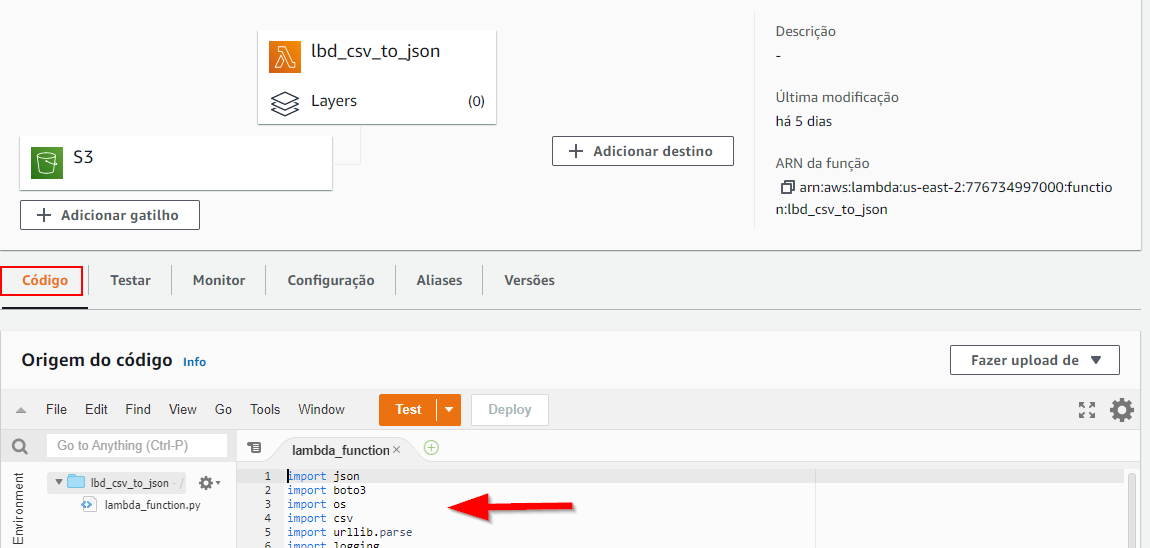 lbd_csv_to_json
Layers
(0)
S3
Adicionar gatilho
Adicionar destino
Descrição
-
Última modificação
há 5 dias
ARN da função
arn:aws:lambda:us-east-2:776734997000:functio
n:lbd_csv_to_json
Código
Testar
Monitor
Configuração
Aliases
Versões
Origem do código Info
Fazer upload de
File Edit Find View Go Tools Window
Test
Deploy
Go to Anything (Ctrl-P)
Environment
lbd_csv_to_json - /
lambda_function.py
lambda_function
1 import json
2 import boto3
3 import os
4 import csv
5 import urllib.parse
import logging